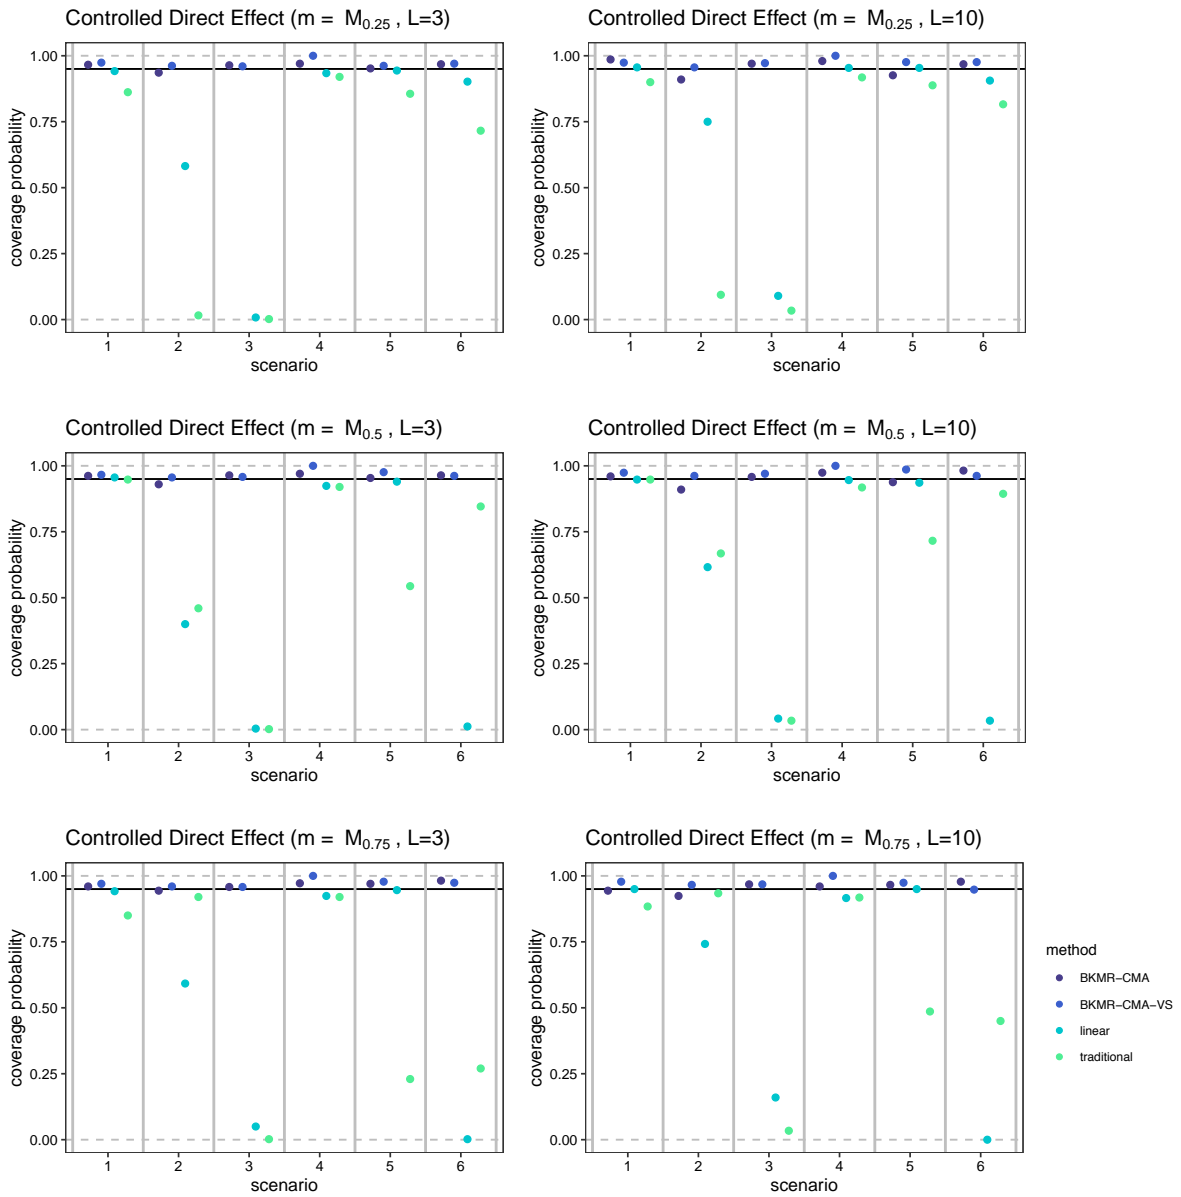 Controlled Direct Effect (m = M0.25 , L=3)
coverage probability
1.00
0.75
0.50
0.25
0.00
1 2 3 4 5 6
scenario
Controlled Direct Effect (m = M0.25 , L=10)
coverage probability
1.00
0.75
0.50
0.25
0.00
1 2 3 4 5 6
scenario
Controlled Direct Effect (m = M0.5 , L=3)
coverage probability
1.00
0.75
0.50
0.25
0.00
1 2 3 4 5 6
scenario
Controlled Direct Effect (m = M0.5 , L=10)
coverage probability
1.00
0.75
0.50
0.25
0.00
1 2 3 4 5 6
scenario
Controlled Direct Effect (m = M0.75 , L=3)
coverage probability
1.00
0.75
0.50
0.25
0.00
1 2 3 4 5 6
scenario
Controlled Direct Effect (m = M0.75 , L=10)
coverage probability
1.00
0.75
0.50
0.25
0.00
1 2 3 4 5 6
scenario
method
BKMR−CMA
BKMR−CMA−VS
linear
traditional